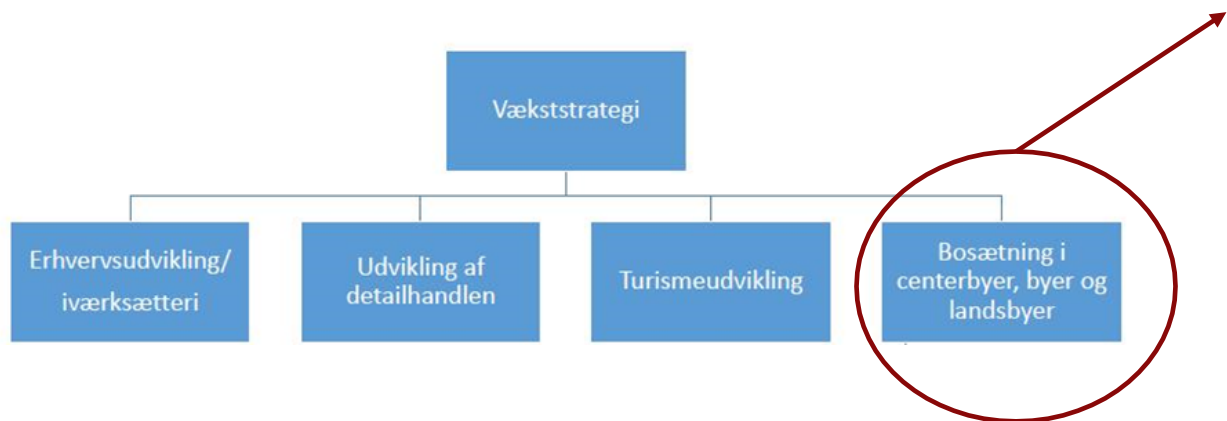 Vækststrategi
Erhvervsudvikling/
iværksætteri
Udvikling af
detailhandlen
Turismeudvikling
Bosætning i
centerbyer, byer og
landsbyer